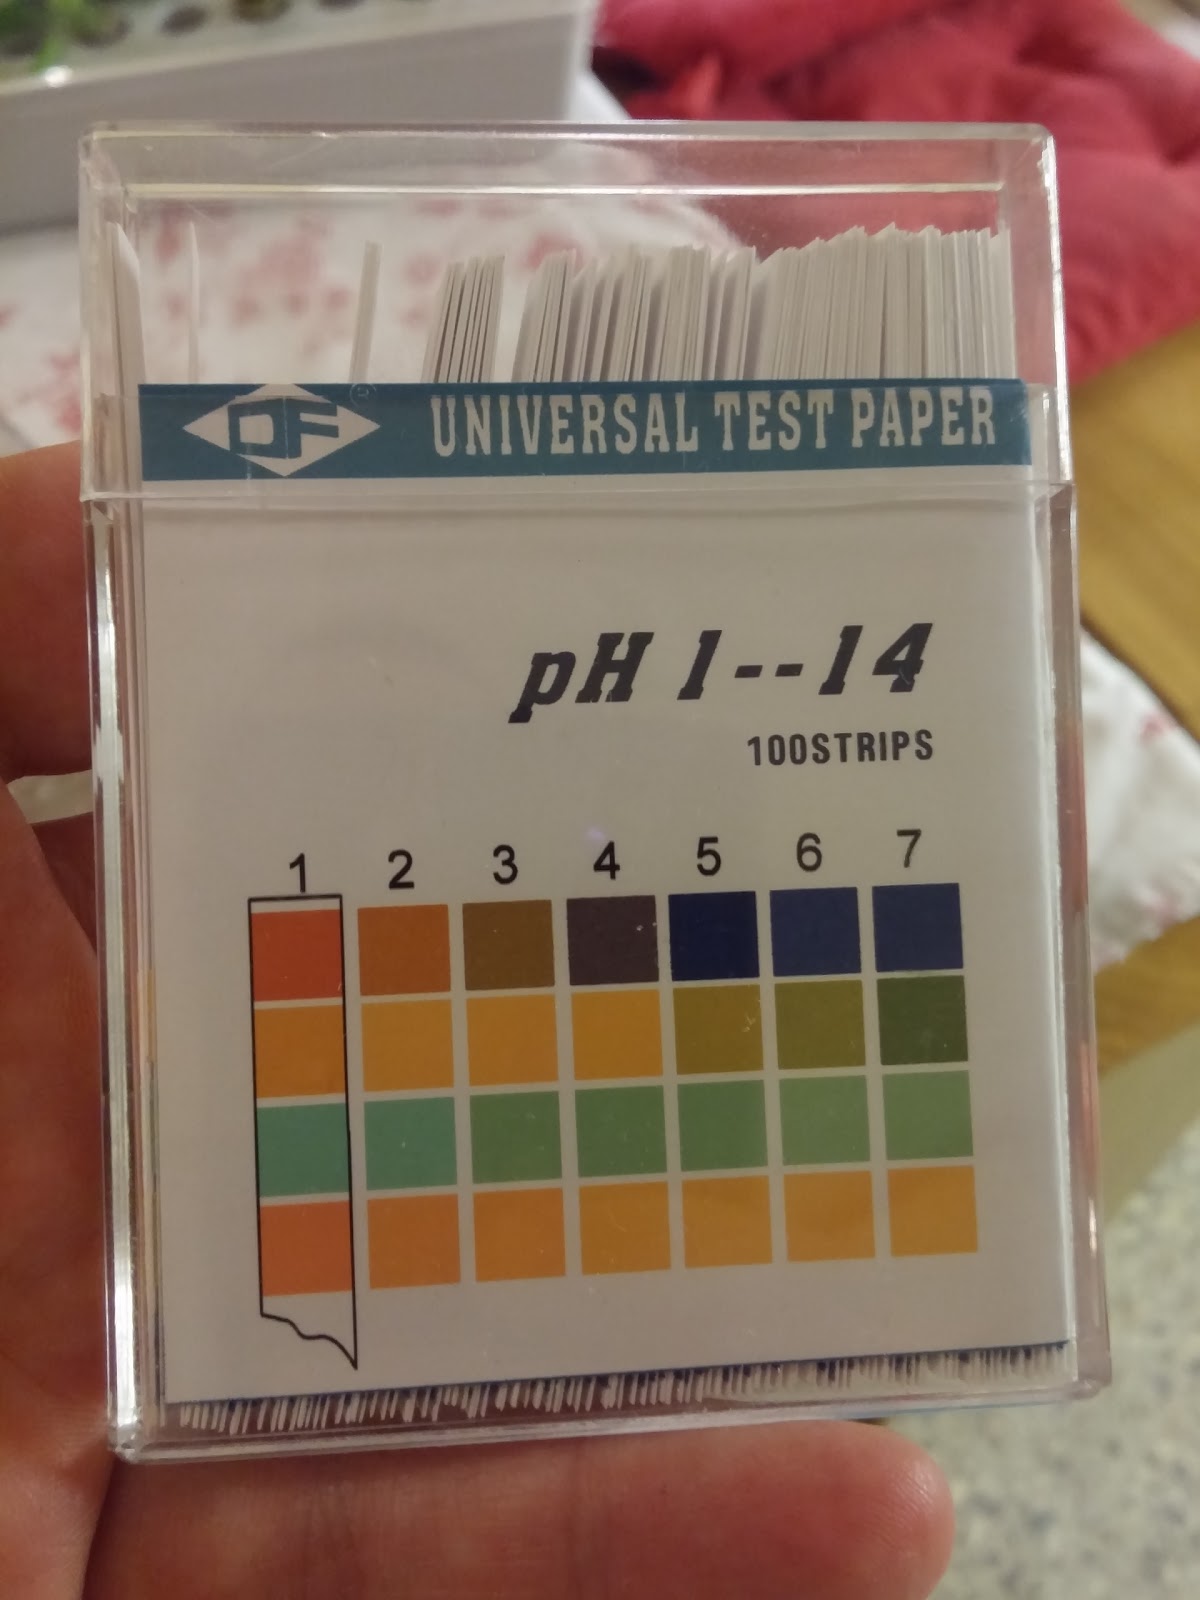 DF ® UNIVERSAL TEST PAPER
pH 1--14
100STRIPS
1 2 3 4 5 6 7